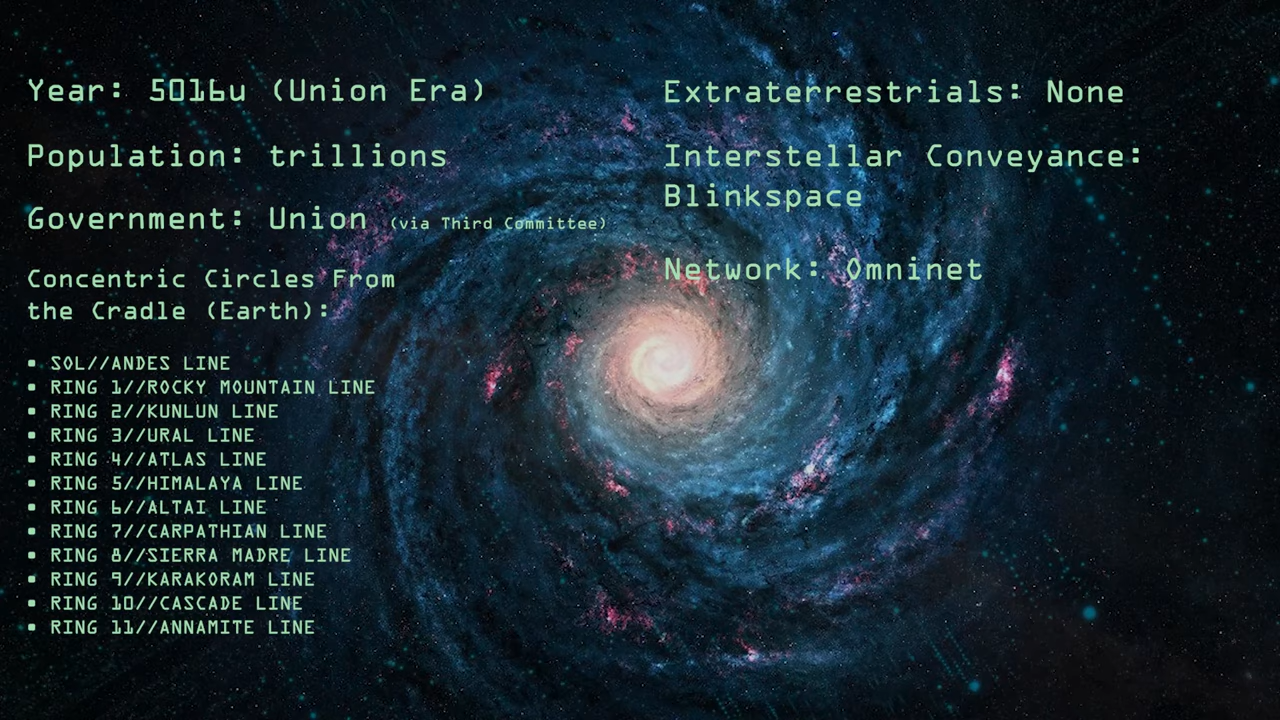 Year: 5016u (Union Era)
Population: trillions
Government: Union (via Third Committee)
Concentric Circles From
the Cradle (Earth):
• SOL//ANDES LINE
• RING 1//ROCKY MOUNTAIN LINE
• RING 2//KUNLUN LINE
• RING 3//URAL LINE
• RING 4//ATLAS LINE
• RING 5//HIMALAYA LINE
• RING 6//ALTAI LINE
• RING 7//CARPATHIAN LINE
• RING 8//SIERRA MADRE LINE
• RING 9//KARAKORAM LINE
• RING 10//CASCADE LINE
• RING 11//ANNAMITE LINE
Extraterrestrials: None
Interstellar Conveyance:
Blinkspace
Network: Omninet